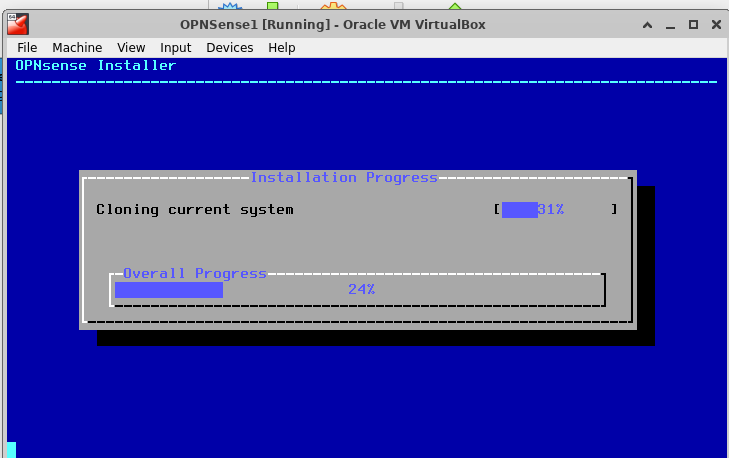 OPNSense1 [Running] - Oracle VM VirtualBox
File Machine View Input Devices Help
OPNsense Installer
Installation Progress
Cloning current system [ 31% ]
Overall Progress
24%